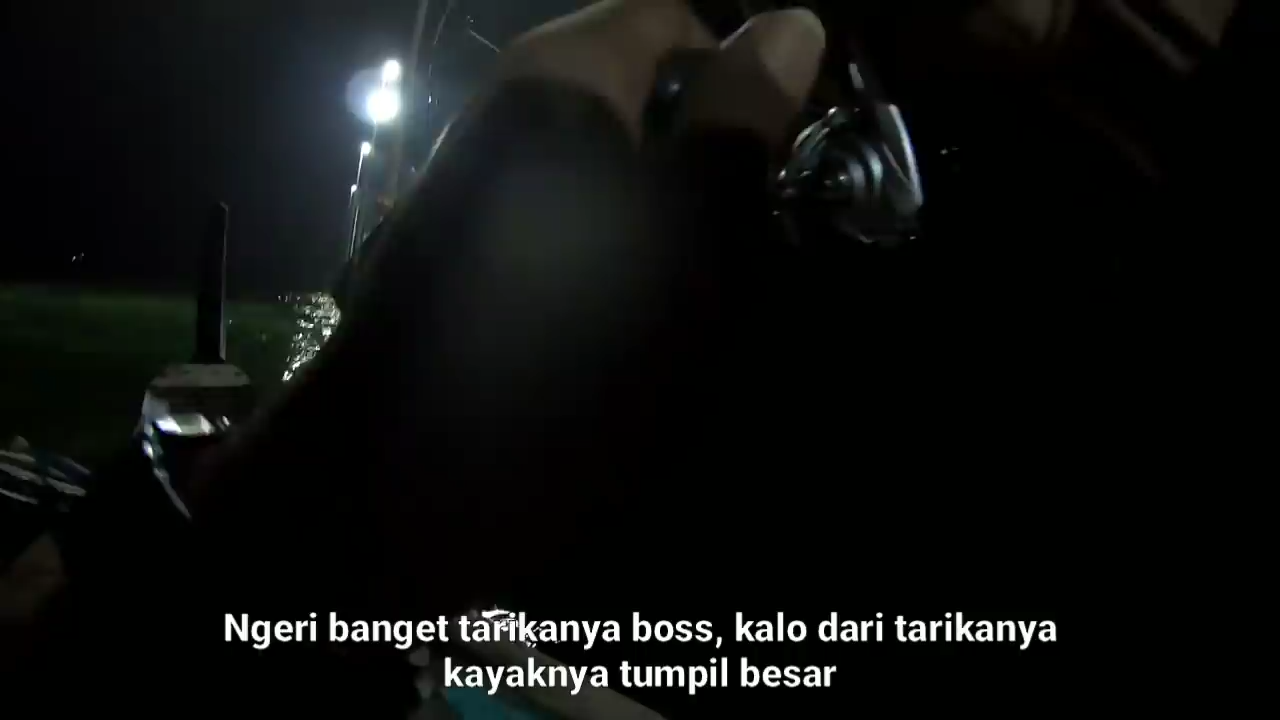 Ngeri banget tarikanya boss, kalo dari tarikanya
kayaknya tumpil besar